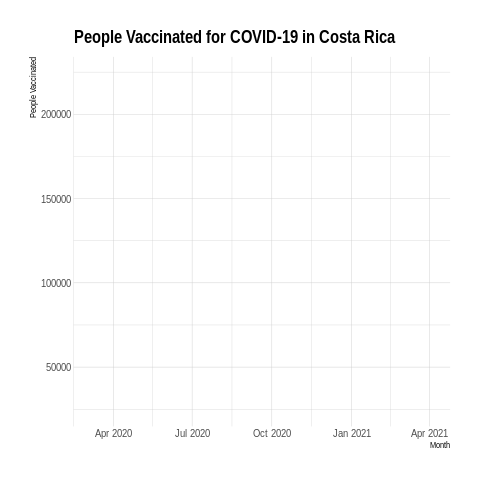 People Vaccinated for COVID-19 in Costa Rica
People Vaccinated
200000
150000
100000
50000
Apr 2020 Jul 2020 Oct 2020 Jan 2021 Apr 2021
Month